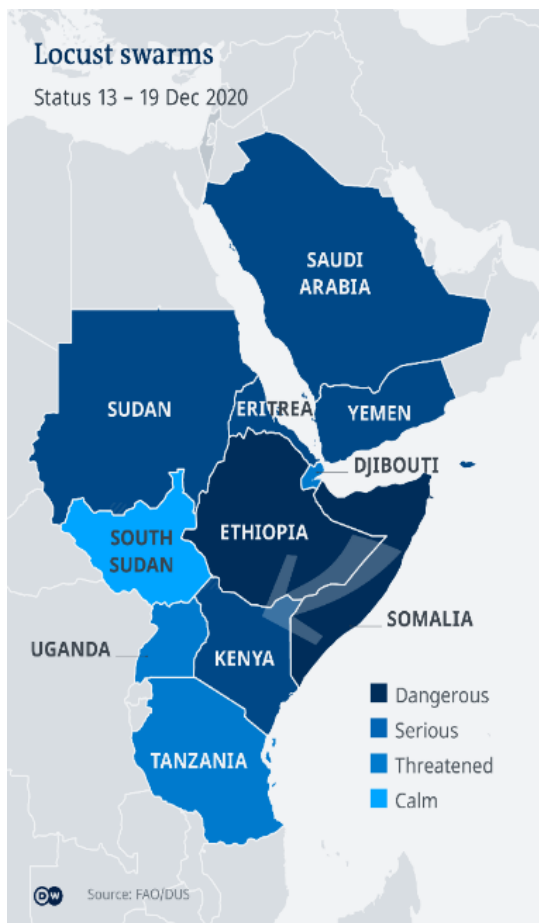 Locust swarms
Status 13 – 19 Dec 2020
SAUDI
ARABIA
SUDAN
ERITREA
YEMEN
DJIBOUTI
ETHIOPIA
SOUTH
SUDAN
SOMALIA
UGANDA
KENYA
Dangerous
Serious
TANZANIA
Threatened
Calm
DW
Source: FAO/DUS